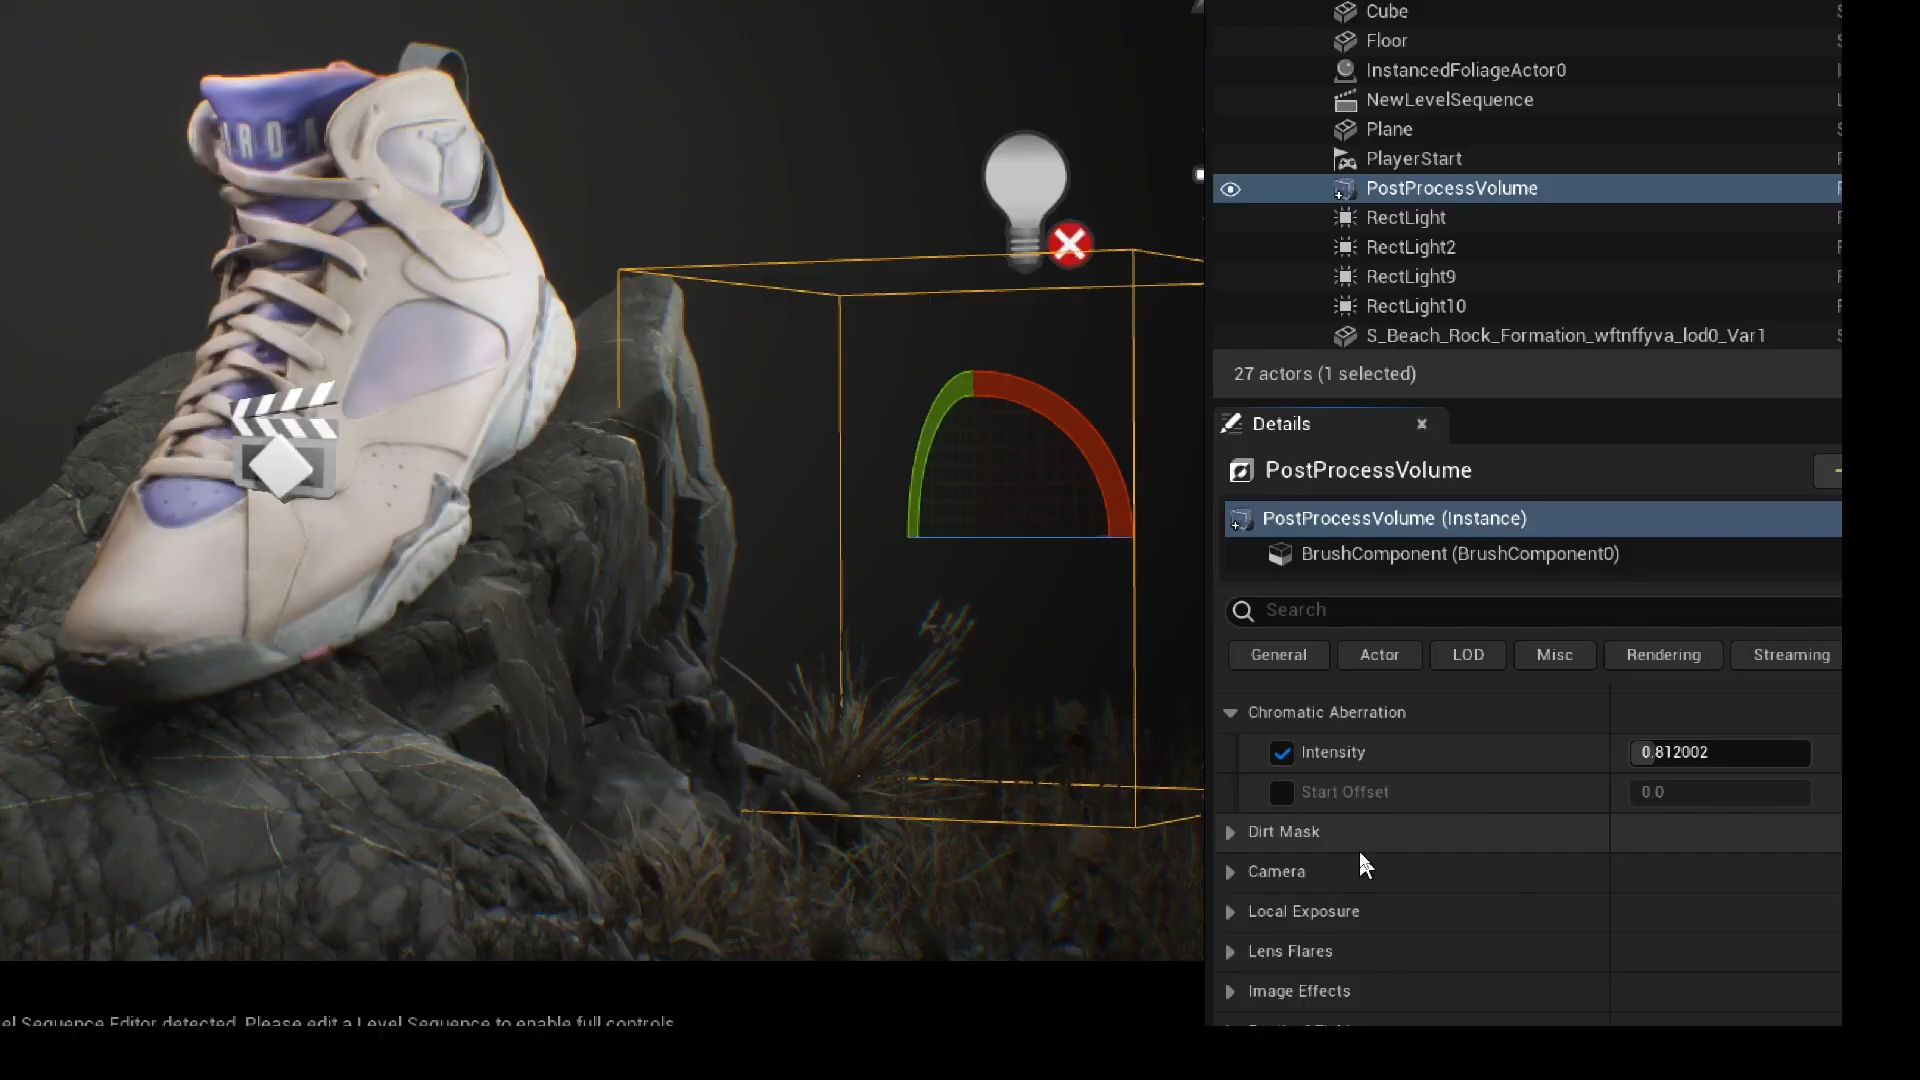 Cube
Floor
InstancedFoliageActor0
NewLevelSequence
Plane
PlayerStart
PostProcessVolume
RectLight
RectLight2
RectLight9
RectLight10
S_Beach_Rock_Formation_wftnffyva_lod0_Var1
27 actors (1 selected)
Details
PostProcessVolume
PostProcessVolume (Instance)
BrushComponent (BrushComponent0)
Search
General Actor LOD Misc Rendering Streaming
Chromatic Aberration
Intensity 0.812002
Start Offset 0.0
Dirt Mask
Camera
Local Exposure
Lens Flares
Image Effects
Sequence Editor detected. Please edit a Level Sequence to enable full controls